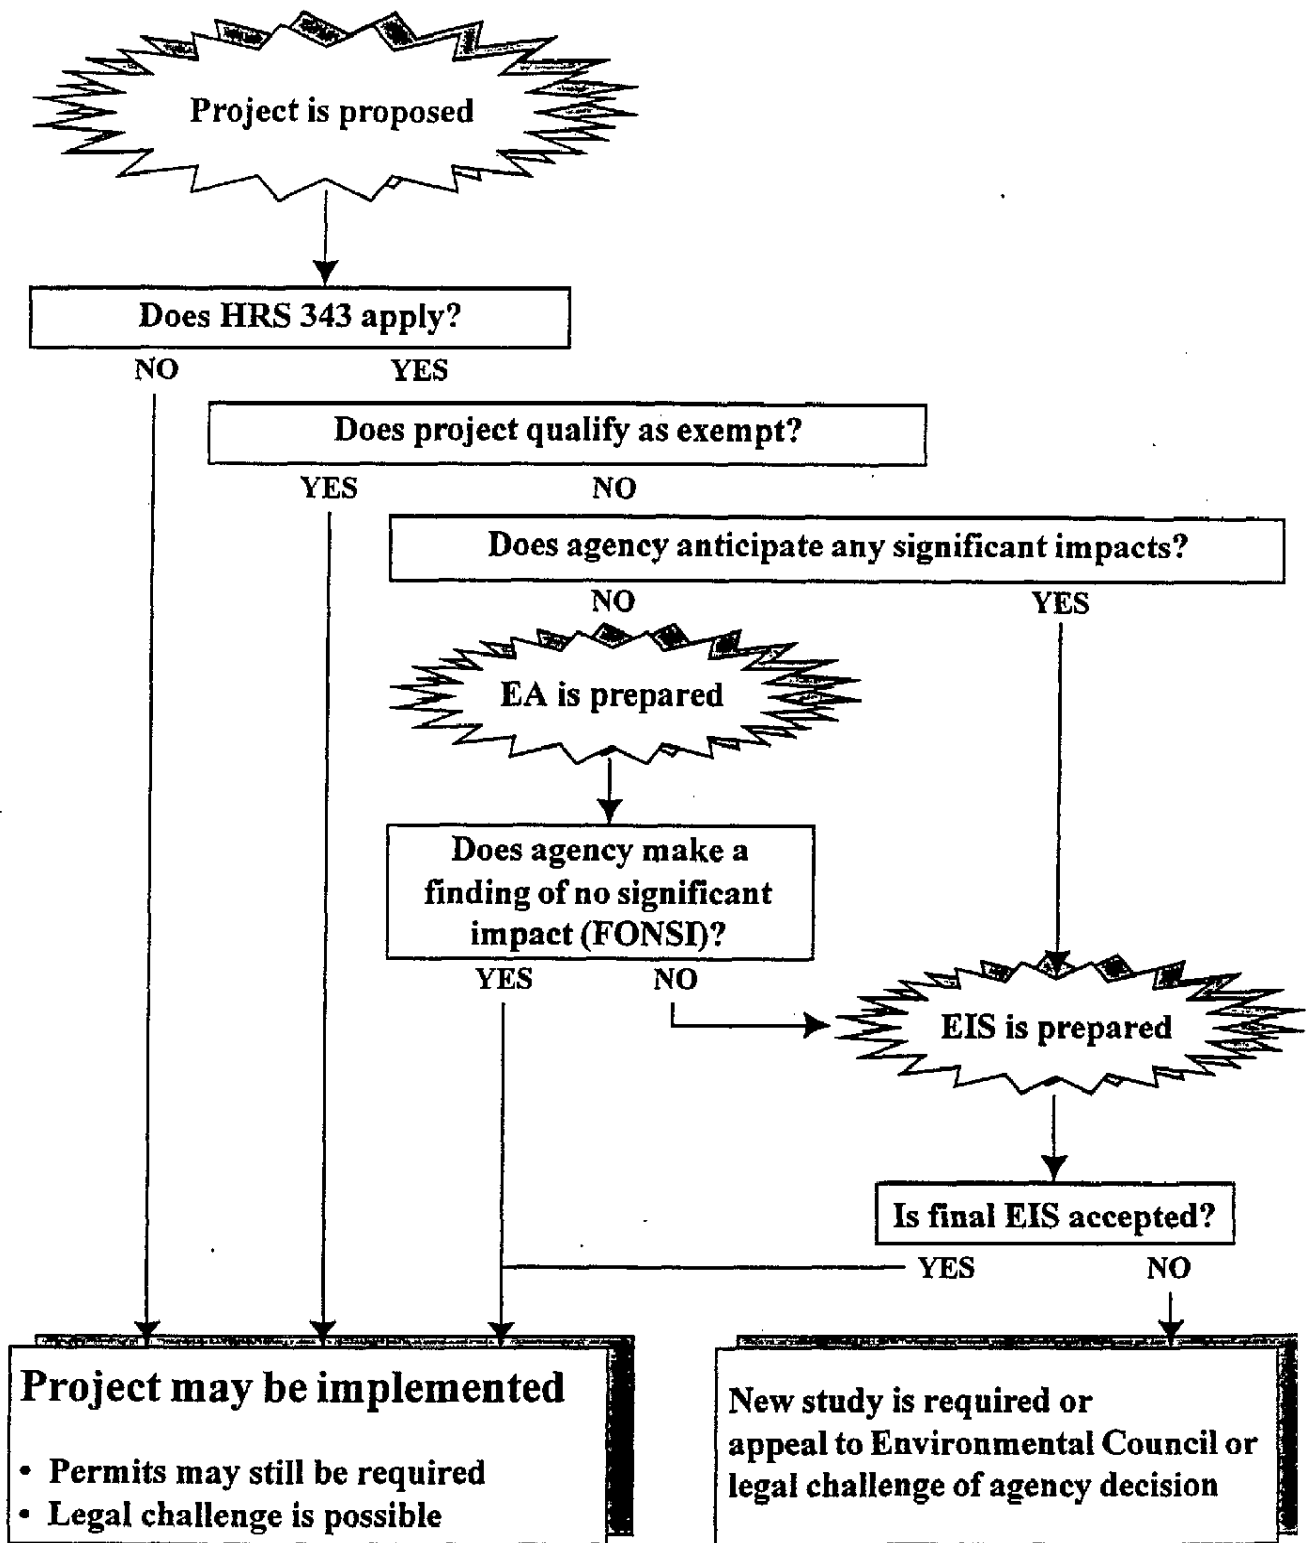 Project is proposed
Does HRS 343 apply?
NO YES
Does project qualify as exempt?
YES NO
Does agency anticipate any significant impacts?
NO YES
EA is prepared
Does agency make a
finding of no significant
impact (FONSI)?
YES NO
EIS is prepared
Is final EIS accepted?
YES NO
Project may be implemented
• Permits may still be required
• Legal challenge is possible
New study is required or
appeal to Environmental Council or
legal challenge of agency decision